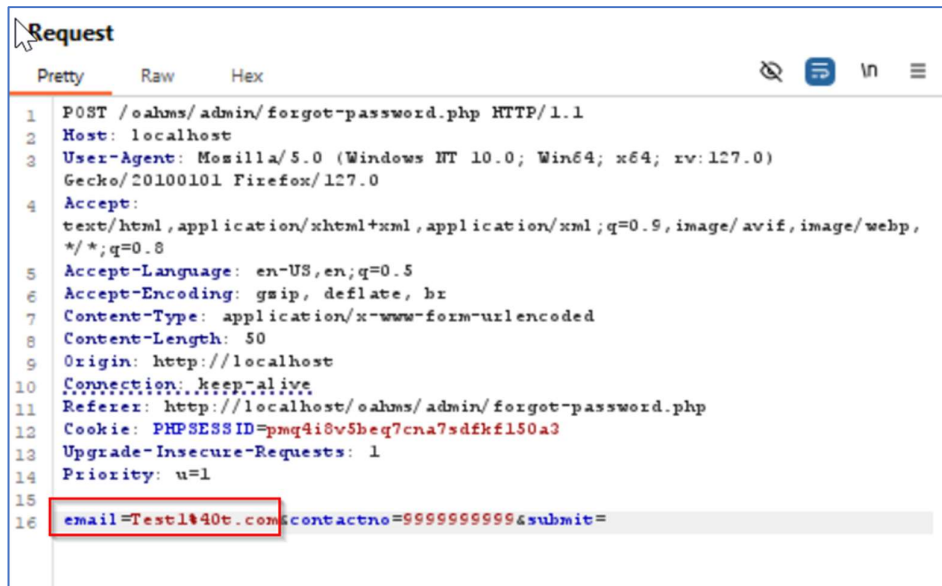 Request
Pretty Raw Hex \n
1 POST /oahms/admin/forgot-password.php HTTP/1.1
2 Host: localhost
3 User-Agent: Mozilla/5.0 (Windows NT 10.0; Win64; x64; rv:127.0)
Gecko/20100101 Firefox/127.0
4 Accept:
text/html,application/xhtml+xml,application/xml;q=0.9,image/avif,image/webp,
*/*;q=0.8
5 Accept-Language: en-US,en;q=0.5
6 Accept-Encoding: gzip, deflate, br
7 Content-Type: application/x-www-form-urlencoded
8 Content-Length: 50
9 Origin: http://localhost
10 Connection: keep-alive
11 Referer: http://localhost/oahms/admin/forgot-password.php
12 Cookie: PHPSESSID=pmq4i8v5beq7cna7sdfkfl50a3
13 Upgrade-Insecure-Requests: 1
14 Priority: u=1
15
16 email=Test1%40t.com&contactno=9999999999&submit=